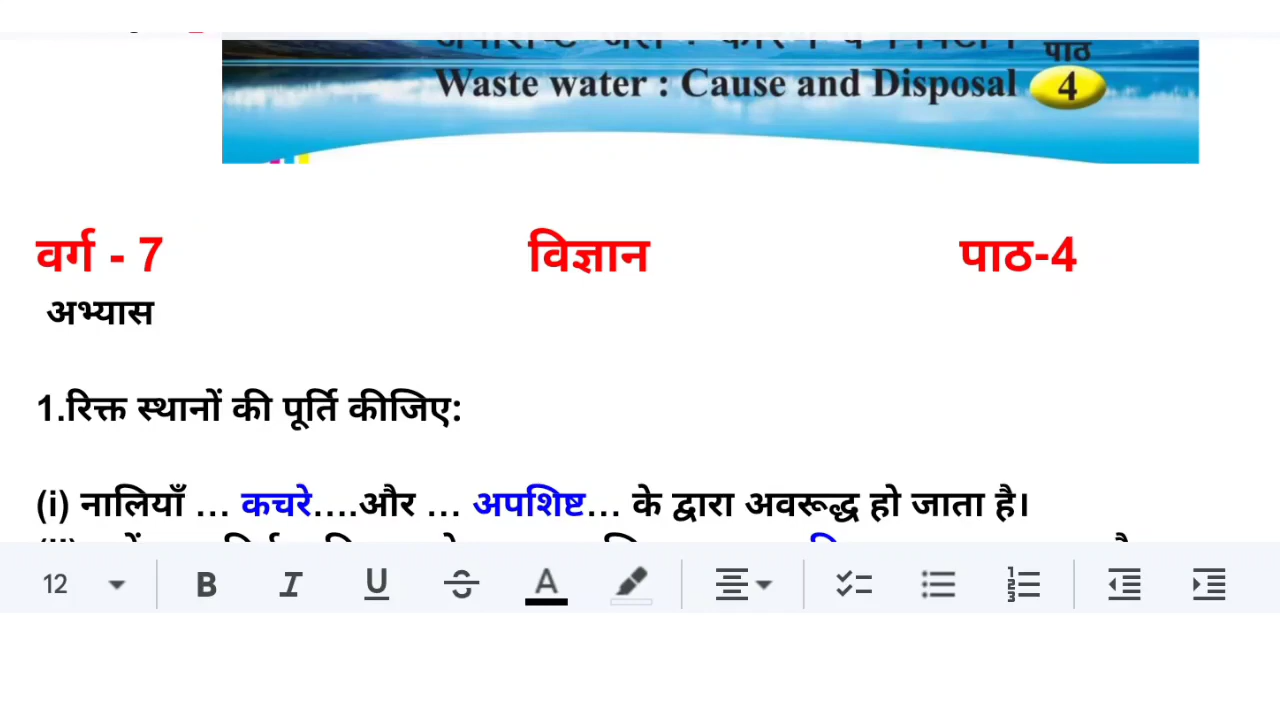 पाठ
Waste water : Cause and Disposal 4
वर्ग - 7 विज्ञान पाठ-4
अभ्यास
1.रिक्त स्थानों की पूर्ति कीजिए:
(i) नालियाँ ... कचरे....और ... अपशिष्ट... के द्वारा अवरूद्ध हो जाता है।
12 B I U S A